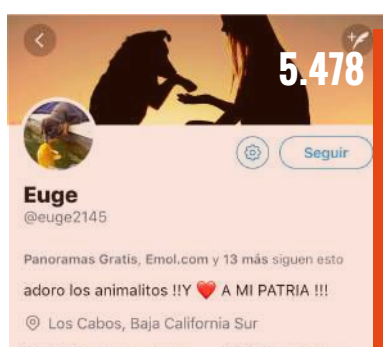 5.478
Seguir
Euge
@euge2145
Panoramas Gratis, Emol.com y 13 más siguen esto
adoro los animalitos !!Y ❤️ A MI PATRIA !!!
Los Cabos, Baja California Sur